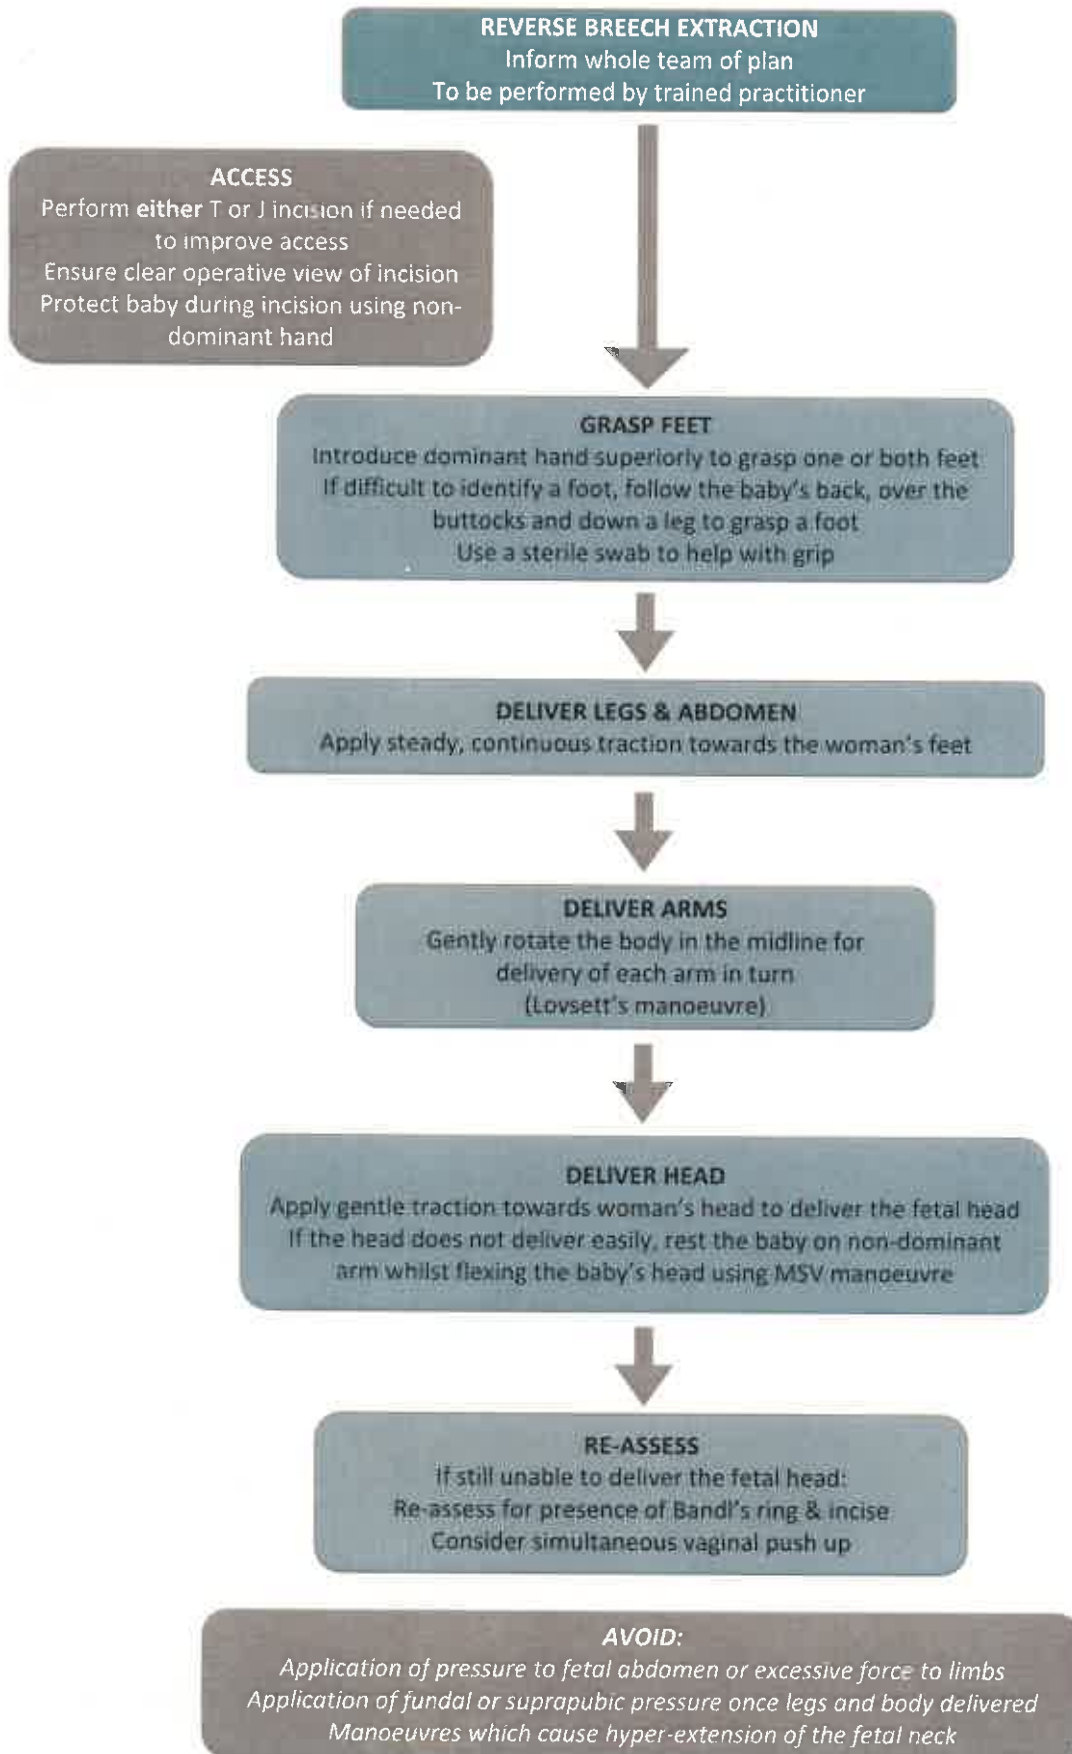 REVERSE BREECH EXTRACTION
Inform whole team of plan
To be performed by trained practitioner
ACCESS
Perform either T or J incision if needed
to improve access
Ensure clear operative view of incision
Protect baby during incision using non-
dominant hand
GRASP FEET
Introduce dominant hand superiorly to grasp one or both feet
If difficult to identify a foot, follow the baby's back, over the
buttocks and down a leg to grasp a foot
Use a sterile swab to help with grip
DELIVER LEGS & ABDOMEN
Apply steady, continuous traction towards the woman's feet
DELIVER ARMS
Gently rotate the body in the midline for
delivery of each arm in turn
(Lovsett's manoeuvre)
DELIVER HEAD
Apply gentle traction towards woman's head to deliver the fetal head
If the head does not deliver easily, rest the baby on non-dominant
arm whilst flexing the baby's head using MSV manoeuvre
RE-ASSESS
If still unable to deliver the fetal head:
Re-assess for presence of Bandl's ring & incise
Consider simultaneous vaginal push up
AVOID:
Application of pressure to fetal abdomen or excessive force to limbs
Application of fundal or suprapubic pressure once legs and body delivered
Manoeuvres which cause hyper-extension of the fetal neck